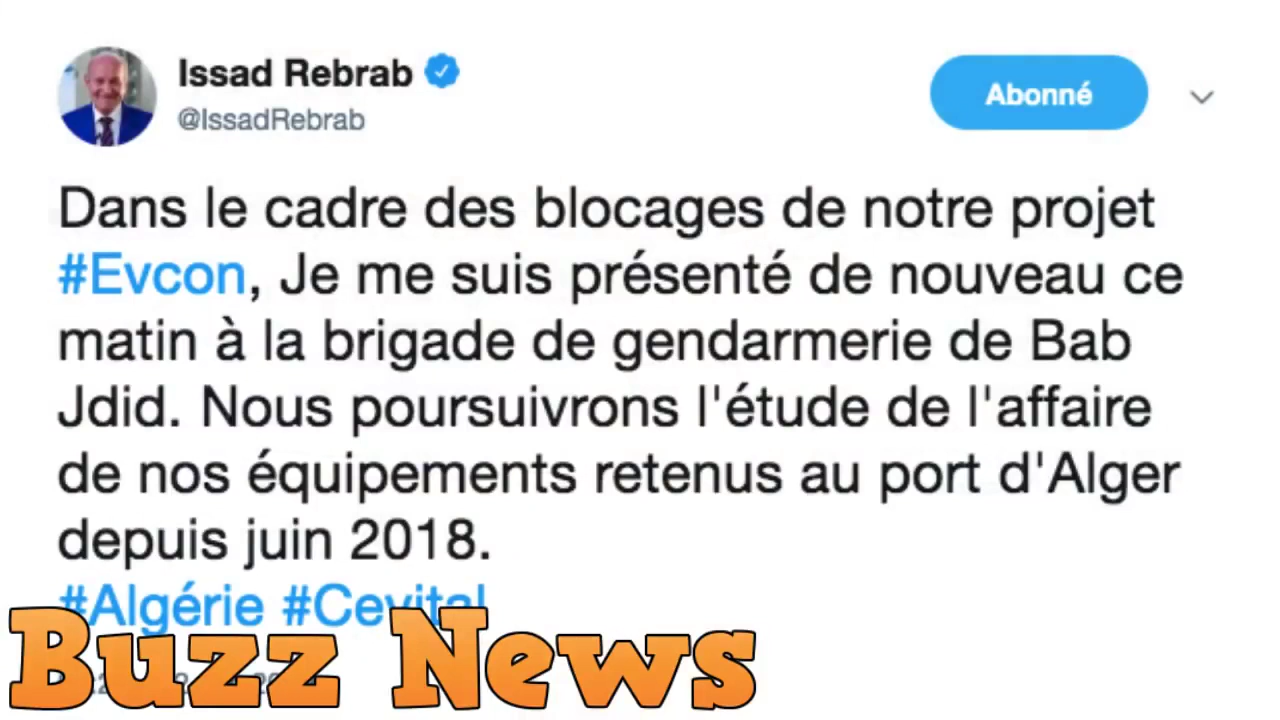 Issad Rebrab
@IssadRebrab
Abonné
Dans le cadre des blocages de notre projet
#Evcon, Je me suis présenté de nouveau ce
matin à la brigade de gendarmerie de Bab
Jdid. Nous poursuivrons l'étude de l'affaire
de nos équipements retenus au port d'Alger
depuis juin 2018.
#Algérie #Cevital
Buzz News